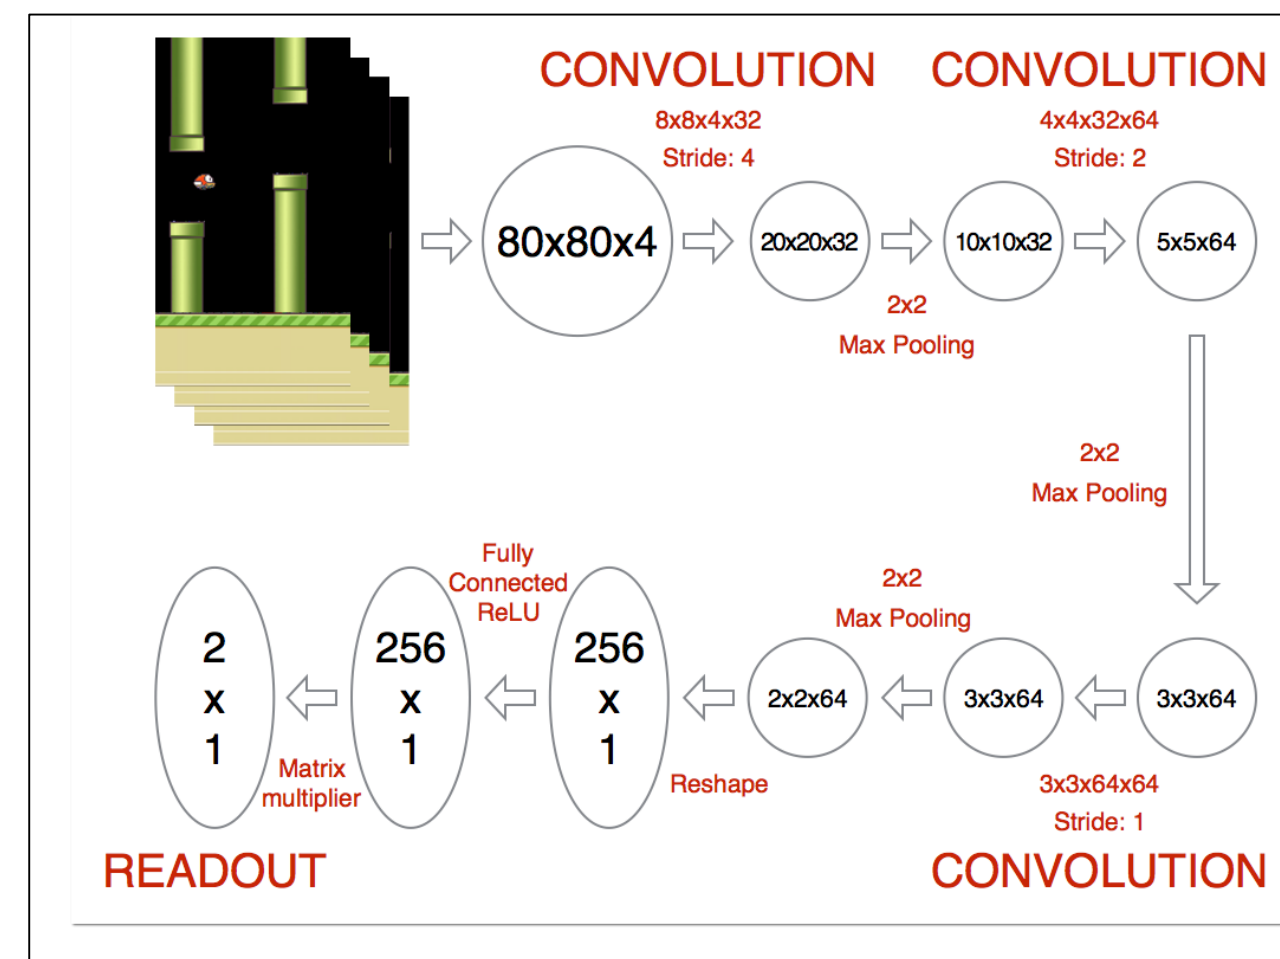 CONVOLUTION
8x8x4x32
Stride: 4
CONVOLUTION
4x4x32x64
Stride: 2
80x80x4
20x20x32
10x10x32
5x5x64
2x2
Max Pooling
2x2
Max Pooling
3x3x64
3x3x64x64
Stride: 1
CONVOLUTION
3x3x64
2x2
Max Pooling
2x2x64
Reshape
256
x
1
Fully
Connected
ReLU
256
x
1
Matrix
multiplier
2
x
1
READOUT